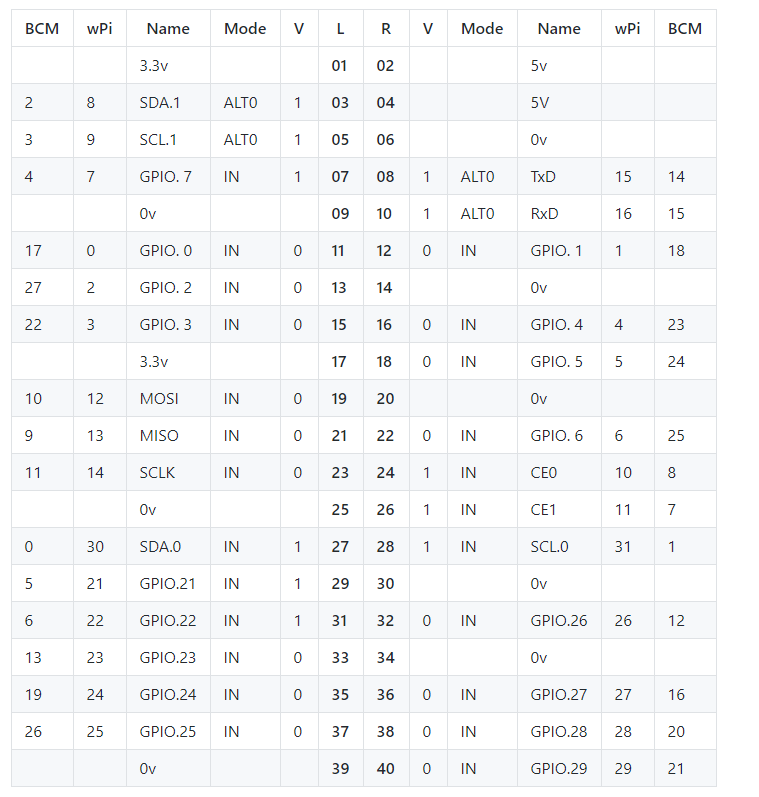 BCM wPi Name Mode V L R V Mode Name wPi BCM
3.3v 01 02 5v
2 8 SDA.1 ALT0 1 03 04 5V
3 9 SCL.1 ALT0 1 05 06 0v
4 7 GPIO. 7 IN 1 07 08 1 ALT0 TxD 15 14
0v 09 10 1 ALT0 RxD 16 15
17 0 GPIO. 0 IN 0 11 12 0 IN GPIO. 1 1 18
27 2 GPIO. 2 IN 0 13 14 0v
22 3 GPIO. 3 IN 0 15 16 0 IN GPIO. 4 4 23
3.3v 17 18 0 IN GPIO. 5 5 24
10 12 MOSI IN 0 19 20 0v
9 13 MISO IN 0 21 22 0 IN GPIO. 6 6 25
11 14 SCLK IN 0 23 24 1 IN CE0 10 8
0v 25 26 1 IN CE1 11 7
0 30 SDA.0 IN 1 27 28 1 IN SCL.0 31 1
5 21 GPIO.21 IN 1 29 30 0v
6 22 GPIO.22 IN 1 31 32 0 IN GPIO.26 26 12
13 23 GPIO.23 IN 0 33 34 0v
19 24 GPIO.24 IN 0 35 36 0 IN GPIO.27 27 16
26 25 GPIO.25 IN 0 37 38 0 IN GPIO.28 28 20
0v 39 40 0 IN GPIO.29 29 21